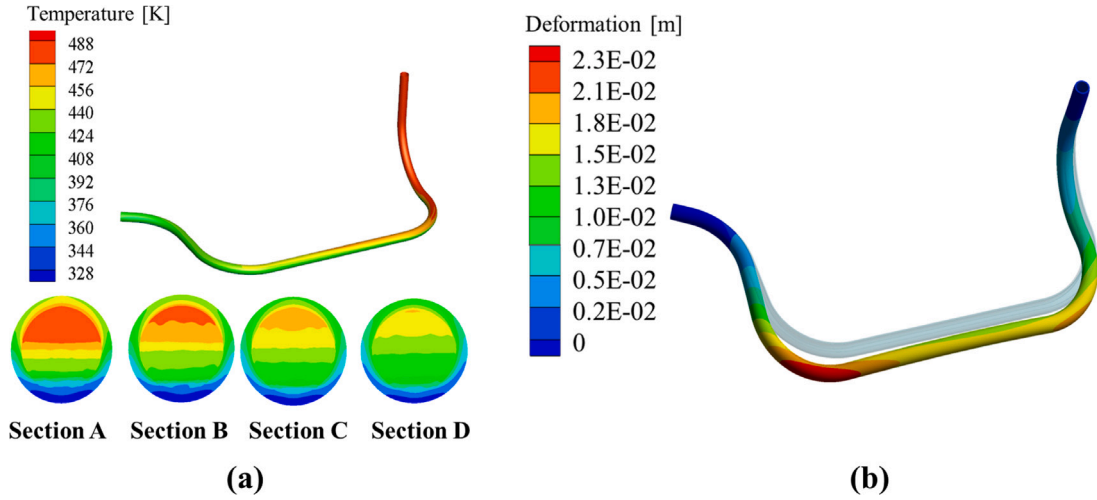 Temperature [K]
488
472
456
440
424
408
392
376
360
344
328
Section A
Section B
Section C
Section D
(a)
Deformation [m]
2.3E-02
2.1E-02
1.8E-02
1.5E-02
1.3E-02
1.0E-02
0.7E-02
0.5E-02
0.2E-02
0
(b)